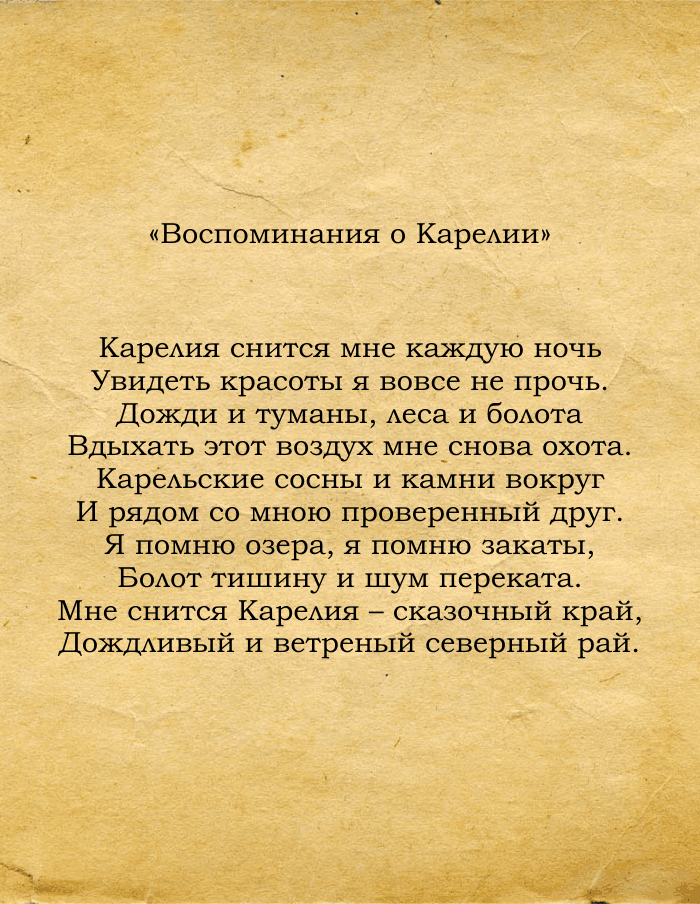 «Воспоминания о Карелии»
Карелия снится мне каждую ночь
Увидеть красоты я вовсе не прочь.
Дожди и туманы, леса и болота
Вдыхать этот воздух мне снова охота.
Карельские сосны и камни вокруг
И рядом со мною проверенный друг.
Я помню озера, я помню закаты,
Болот тишину и шум переката.
Мне снится Карелия – сказочный край,
Дождливый и ветреный северный рай.